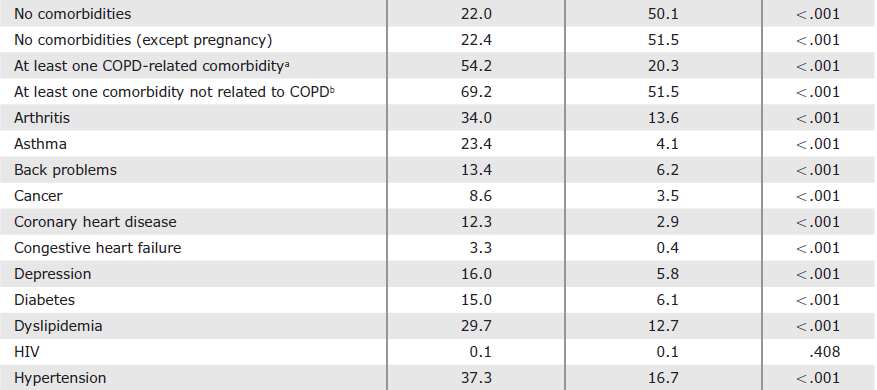 No comorbidities 22.0 50.1 <.001
No comorbidities (except pregnancy) 22.4 51.5 <.001
At least one COPD-related comorbidityᵃ 54.2 20.3 <.001
At least one comorbidity not related to COPDᵇ 69.2 51.5 <.001
Arthritis 34.0 13.6 <.001
Asthma 23.4 4.1 <.001
Back problems 13.4 6.2 <.001
Cancer 8.6 3.5 <.001
Coronary heart disease 12.3 2.9 <.001
Congestive heart failure 3.3 0.4 <.001
Depression 16.0 5.8 <.001
Diabetes 15.0 6.1 <.001
Dyslipidemia 29.7 12.7 <.001
HIV 0.1 0.1 .408
Hypertension 37.3 16.7 <.001